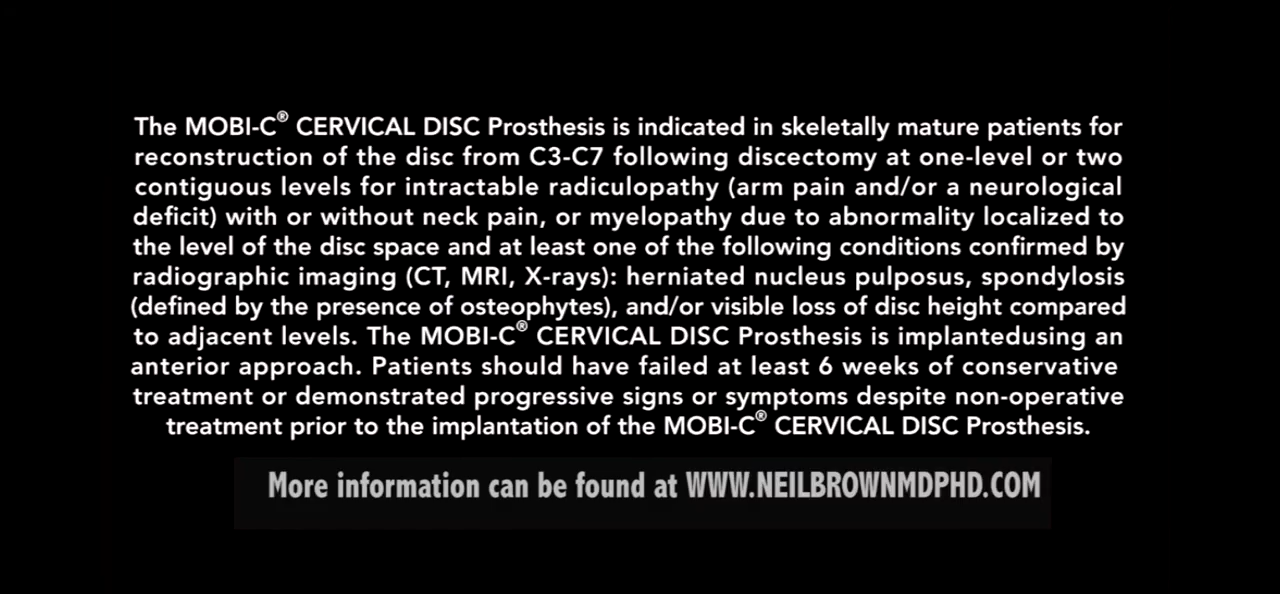 The MOBI-C® CERVICAL DISC Prosthesis is indicated in skeletally mature patients for
reconstruction of the disc from C3-C7 following discectomy at one-level or two
contiguous levels for intractable radiculopathy (arm pain and/or a neurological
deficit) with or without neck pain, or myelopathy due to abnormality localized to
the level of the disc space and at least one of the following conditions confirmed by
radiographic imaging (CT, MRI, X-rays): herniated nucleus pulposus, spondylosis
(defined by the presence of osteophytes), and/or visible loss of disc height compared
to adjacent levels. The MOBI-C® CERVICAL DISC Prosthesis is implantedusing an
anterior approach. Patients should have failed at least 6 weeks of conservative
treatment or demonstrated progressive signs or symptoms despite non-operative
treatment prior to the implantation of the MOBI-C® CERVICAL DISC Prosthesis.
More information can be found at WWW.NEILBROWNMDPHD.COM